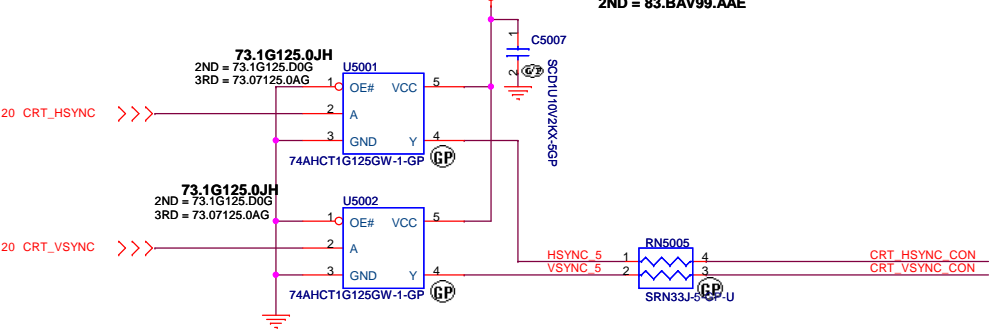 2ND = 83.BAV99.AAE
1
C5007
2
SCD1U10V2KX-5GP
73.1G125.0JH
2ND = 73.1G125.D0G
3RD = 73.07125.0AG
U5001
1 OE# VCC 5
20 CRT_HSYNC
2 A
3 GND Y 4
74AHCT1G125GW-1-GP
GP
73.1G125.0JH
2ND = 73.1G125.D0G
3RD = 73.07125.0AG
U5002
1 OE# VCC 5
20 CRT_VSYNC
2 A
3 GND Y 4
74AHCT1G125GW-1-GP
GP
RN5005
HSYNC_5 1 4 CRT_HSYNC_CON
VSYNC_5 2 3 CRT_VSYNC_CON
SRN33J-5-GP-U
GP